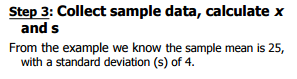 Step 3: Collect sample data, calculate x
and s
From the example we know the sample mean is 25,
with a standard deviation (s) of 4.